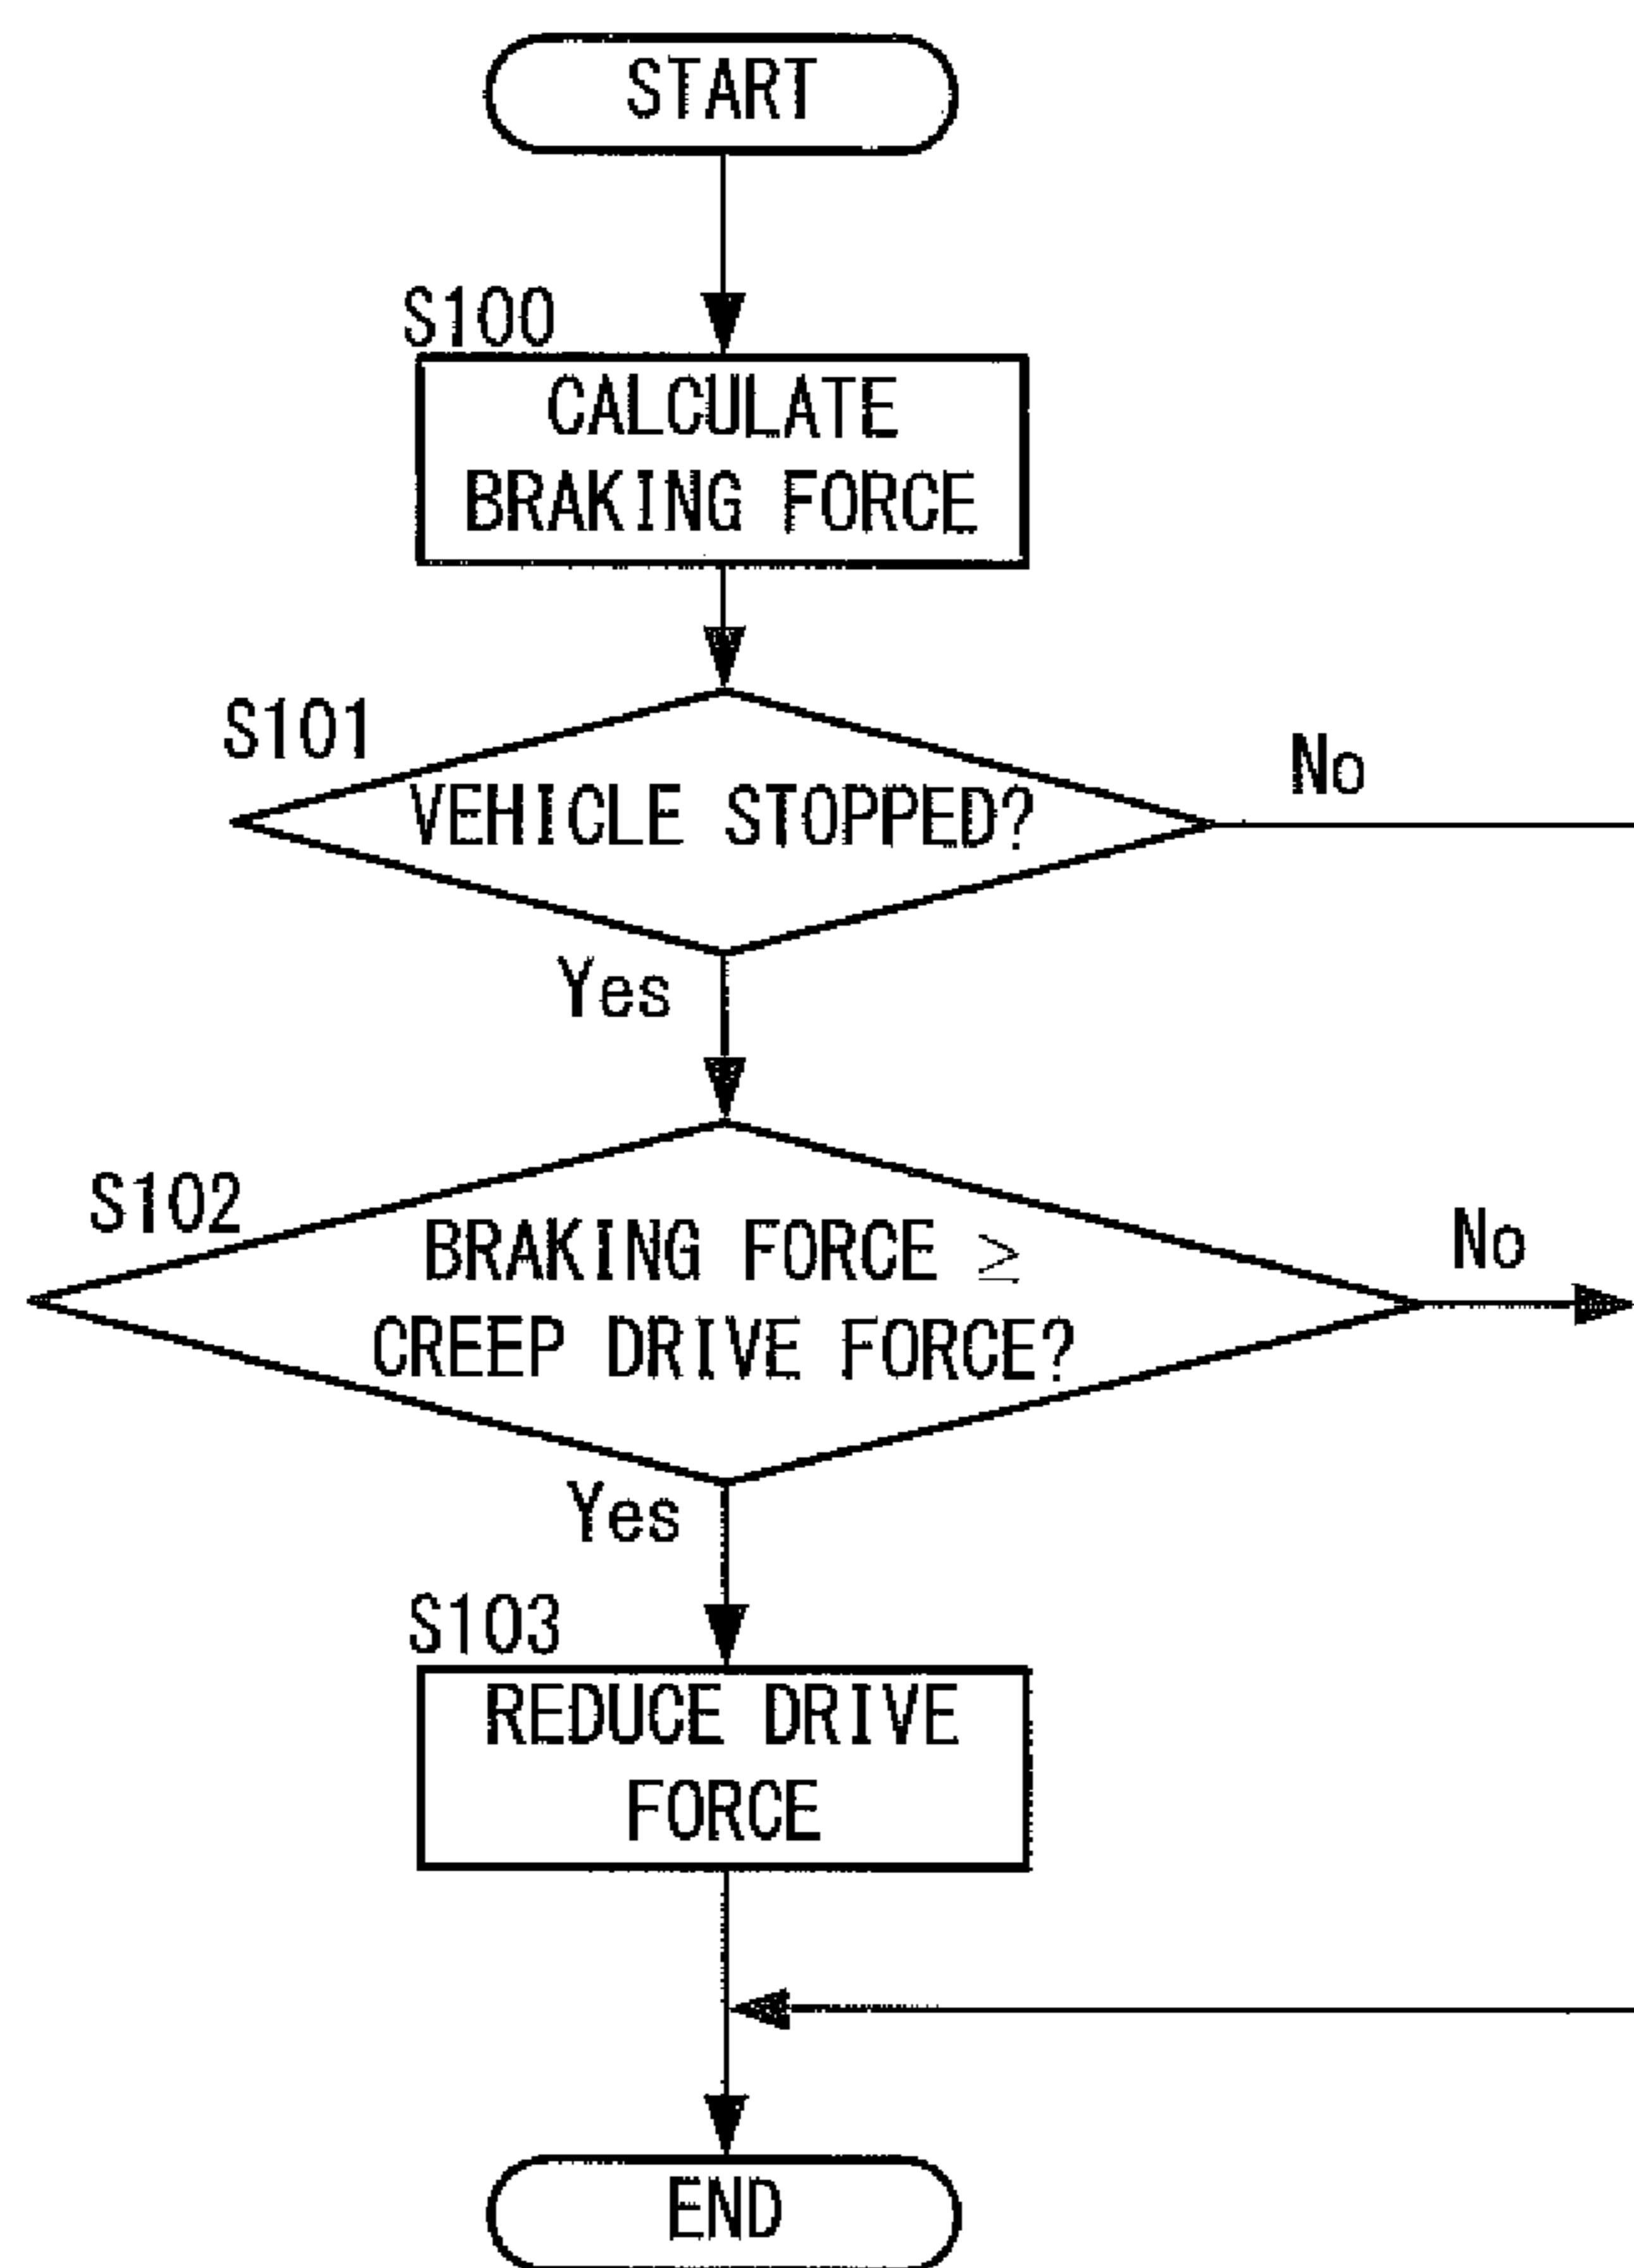 START
S100
CALCULATE
BRAKING FORCE
S101
VEHICLE STOPPED?
No
Yes
S102
BRAKING FORCE ≥
CREEP DRIVE FORCE?
No
Yes
S103
REDUCE DRIVE
FORCE
END